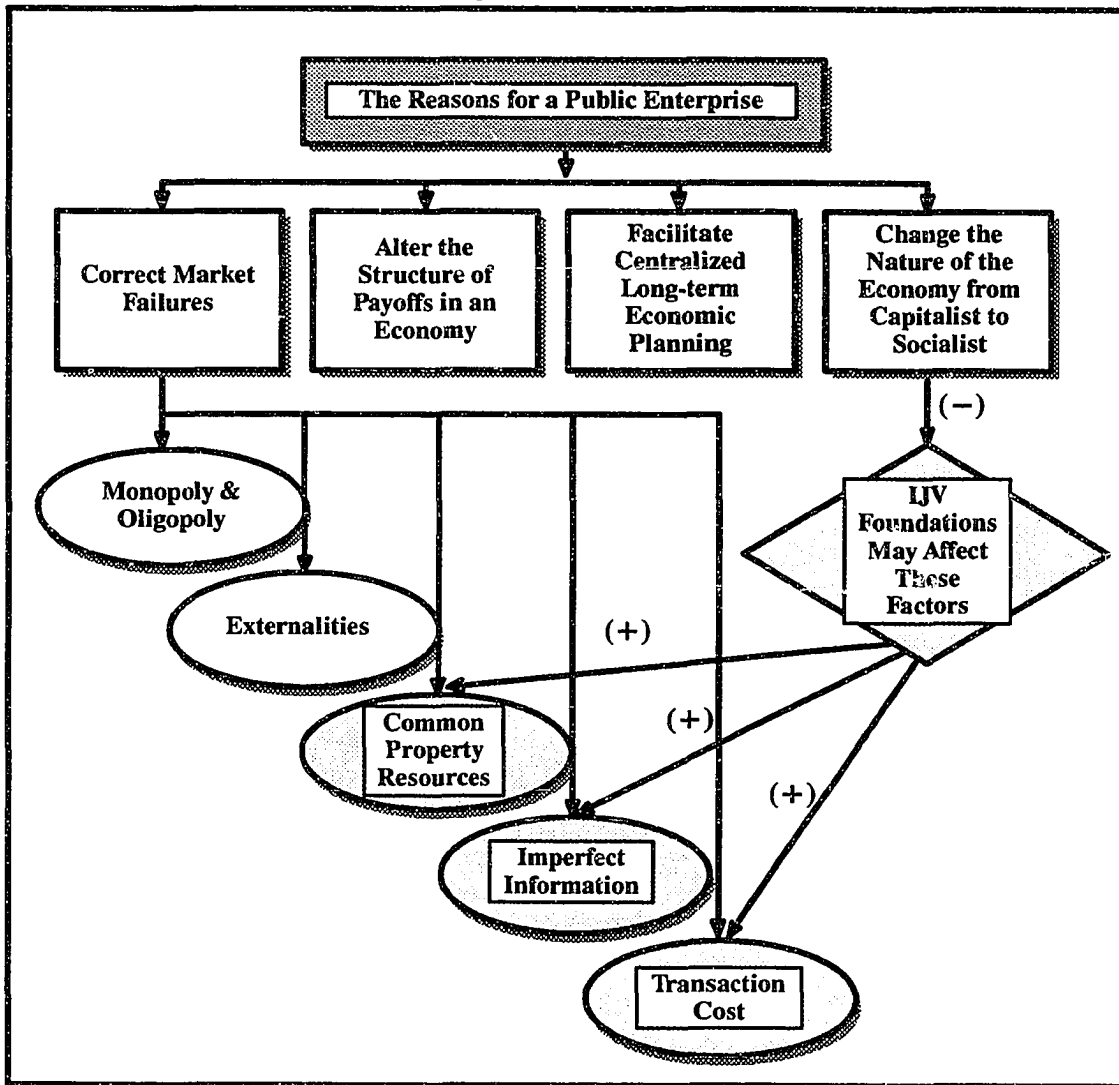 The Reasons for a Public Enterprise
Correct Market
Failures
Alter the
Structure of
Payoffs in an
Economy
Facilitate
Centralized
Long-term
Economic
Planning
Change the
Nature of the
Economy from
Capitalist to
Socialist
(−)
Monopoly &
Oligopoly
IJV
Foundations
May Affect
These
Factors
Externalities
(+)
Common
Property
Resources
(+)
(+)
Imperfect
Information
Transaction
Cost